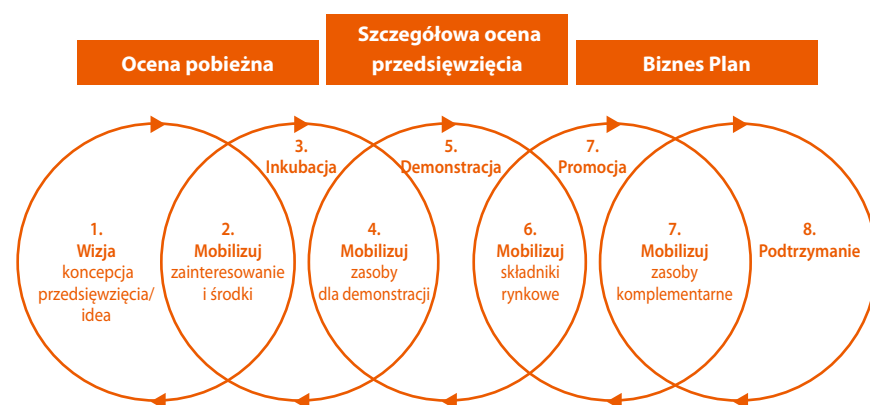 Ocena pobieżna
Szczegółowa ocena
przedsięwzięcia
Biznes Plan
3.
Inkubacja
5.
Demonstracja
7.
Promocja
1.
Wizja
koncepcja
przedsięwzięcia/
idea
2.
Mobilizuj
zainteresowanie
i środki
4.
Mobilizuj
zasoby
dla demonstracji
6.
Mobilizuj
składniki
rynkowe
7.
Mobilizuj
zasoby
komplementarne
8.
Podtrzymanie